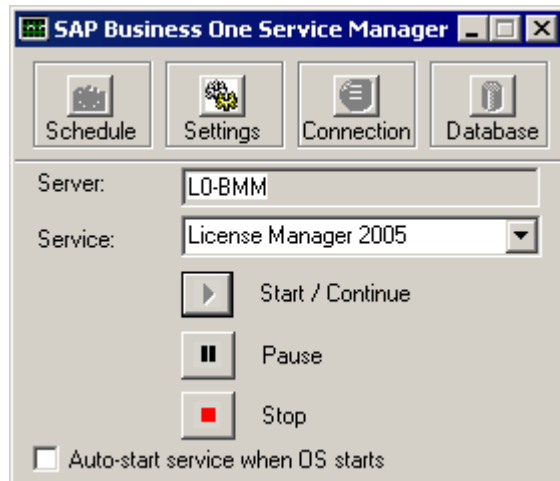 SAP Business One Service Manager
Schedule Settings Connection Database
Server: L0-BMM
Service: License Manager 2005
Start / Continue
Pause
Stop
Auto-start service when OS starts